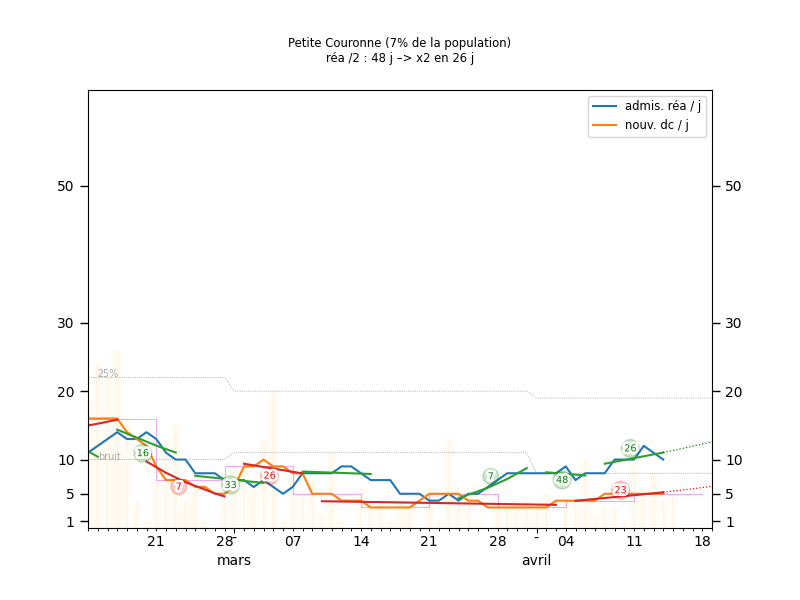 Petite Couronne (7% de la population)
réa /2 : 48 j –> x2 en 26 j
admis. réa / j
nouv. dc / j
50 50
30 30
25%
20 20
26
16
7
bruit
10 10
26
7
48
33
7
23
5 5
1 1
21 28 07 14 21 28 04 11 18
mars avril